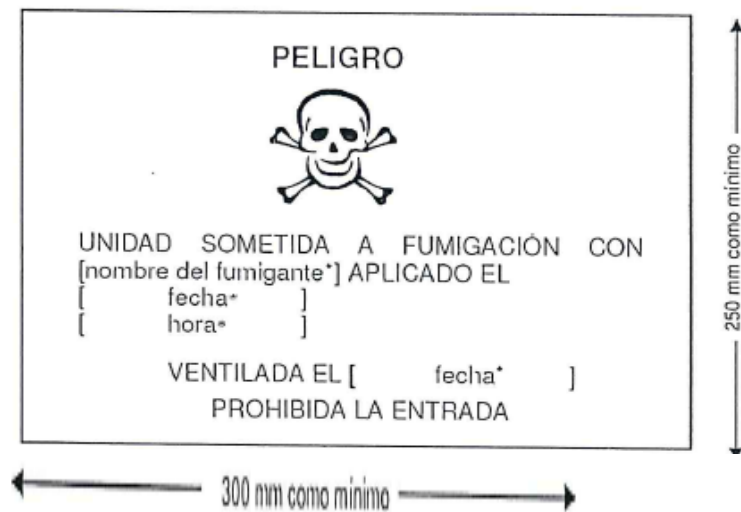 PELIGRO
UNIDAD SOMETIDA A FUMIGACIÓN CON
[nombre del fumigante*] APLICADO EL
[ fecha* ]
[ hora* ]
VENTILADA EL [ fecha* ]
PROHIBIDA LA ENTRADA
250 mm como mínimo
300 mm como mínimo